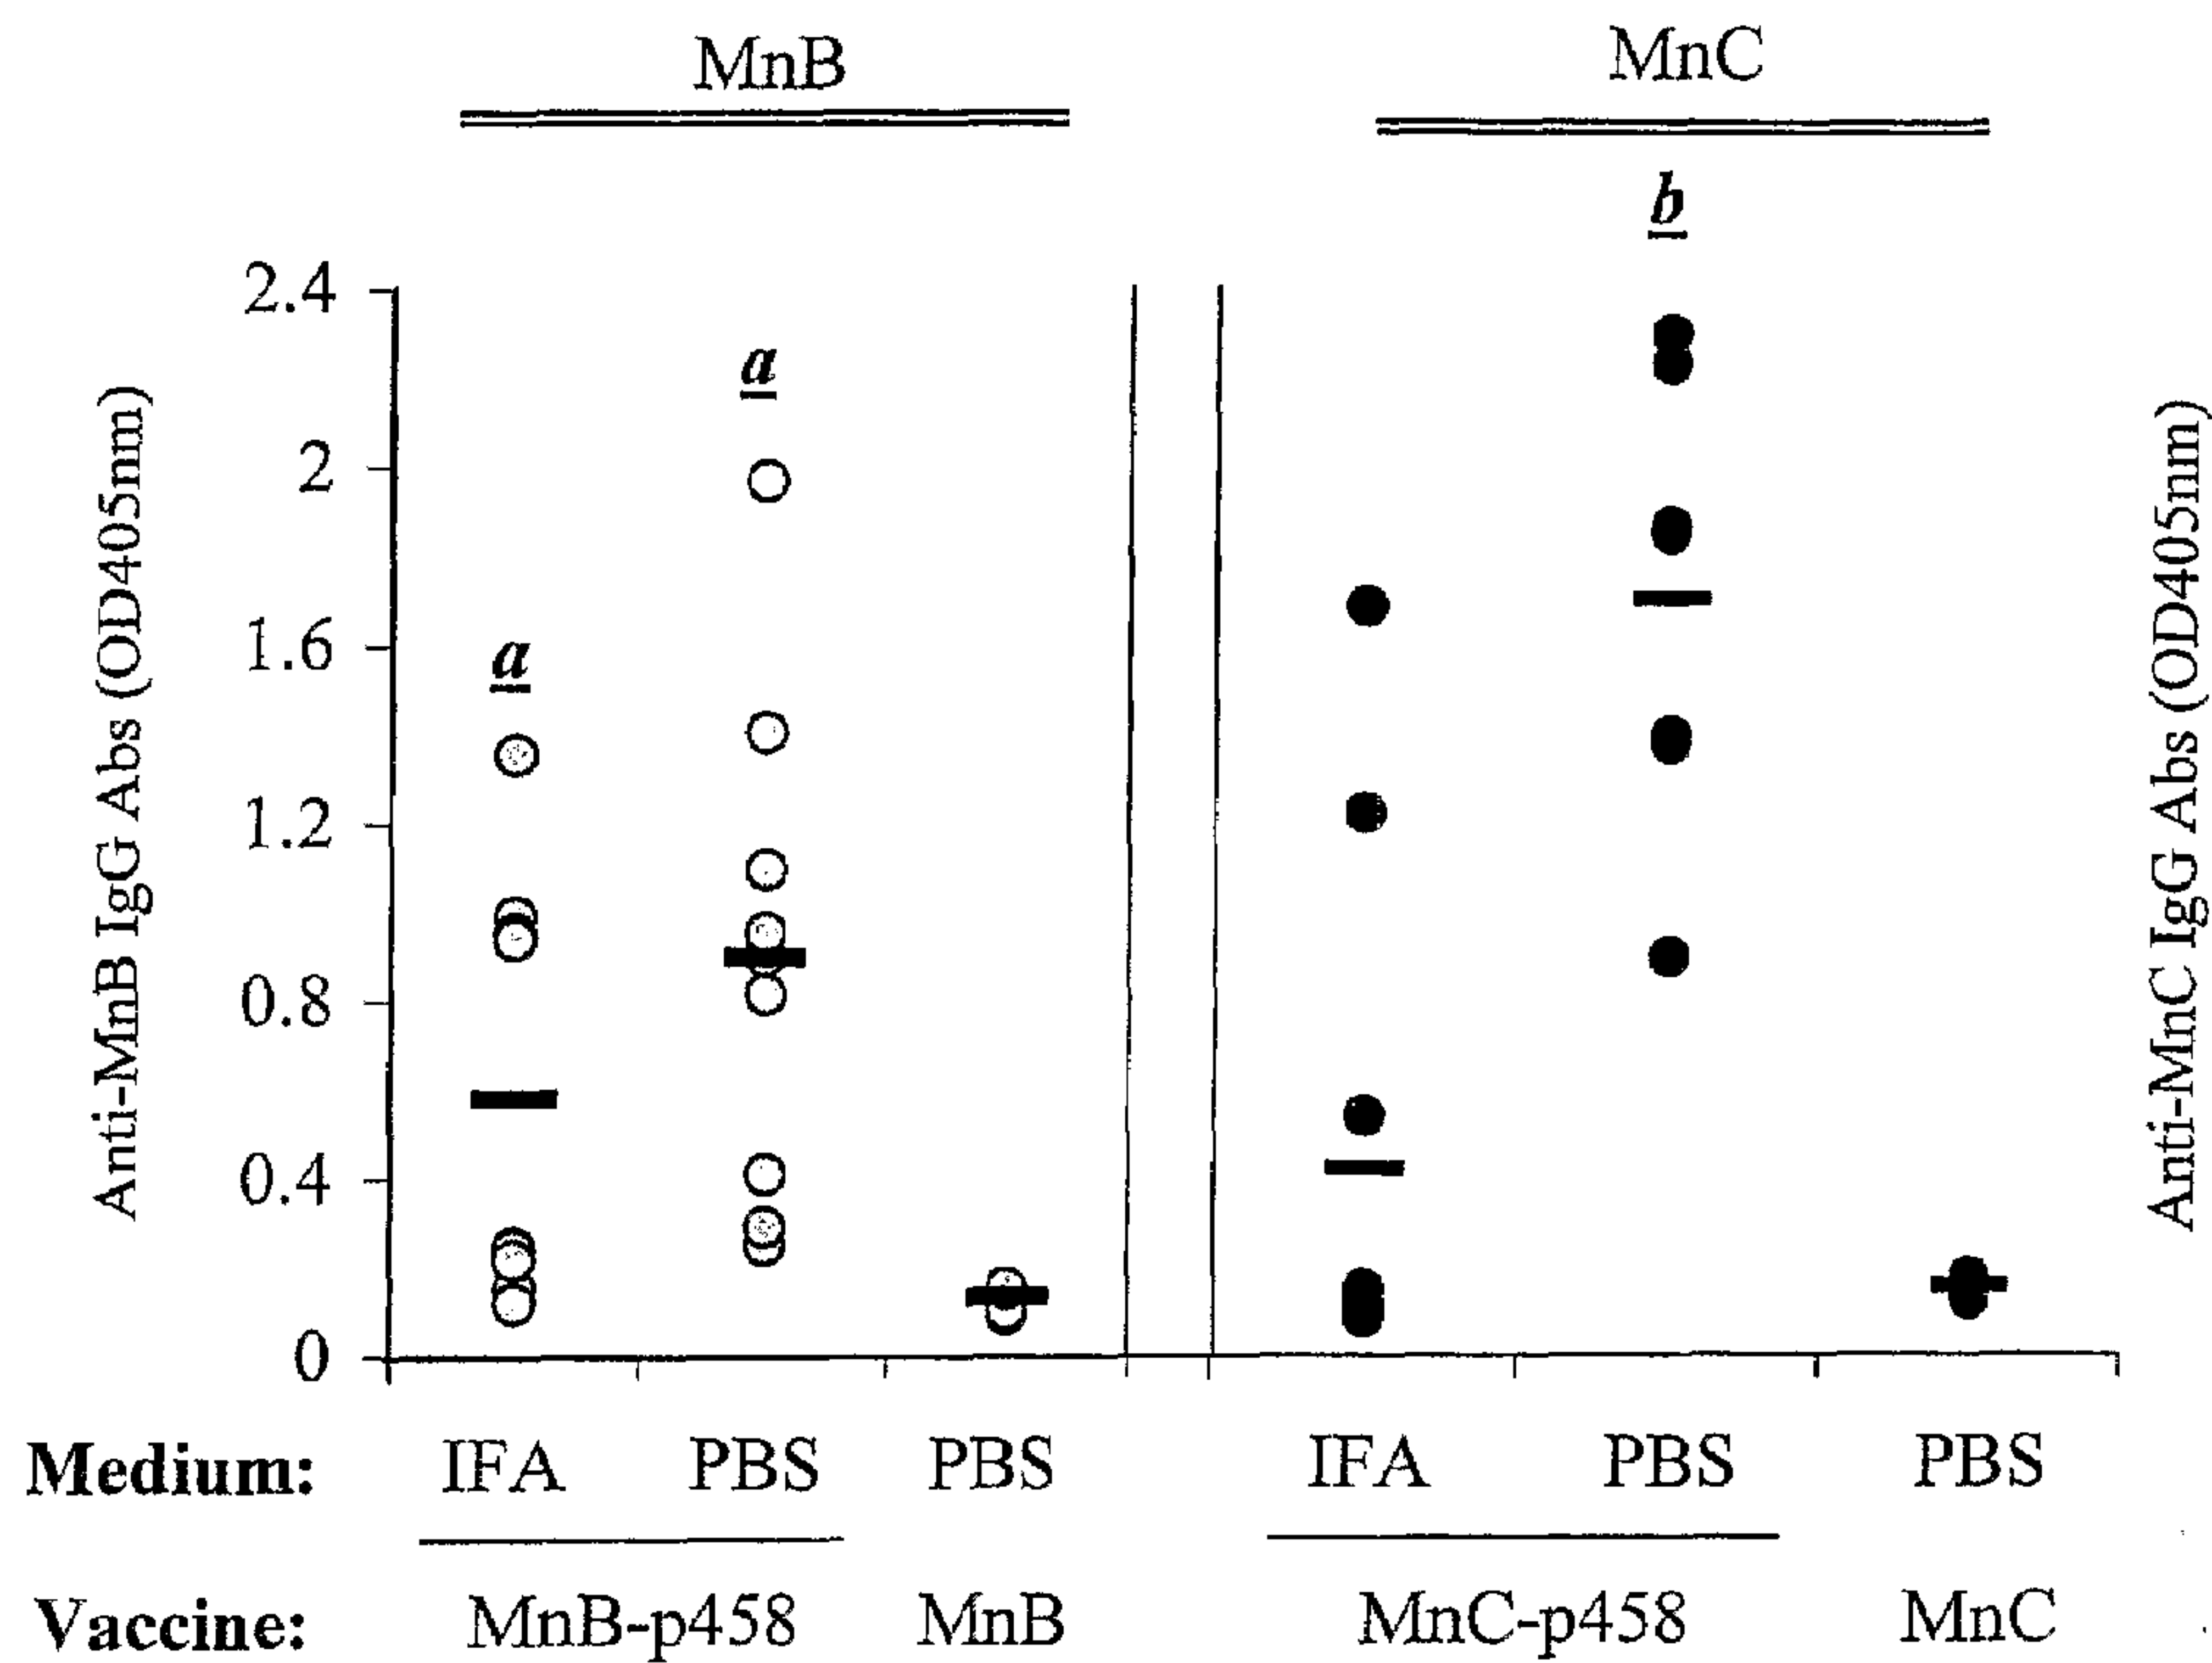 MnB
MnC
b
2.4
a
2
1.6
a
1.2
0.8
0.4
0
Anti-MnB IgG Abs (OD405nm)
Anti-MnC IgG Abs (OD405nm)
Medium: IFA PBS PBS IFA PBS PBS
Vaccine: MnB-p458 MnB MnC-p458 MnC